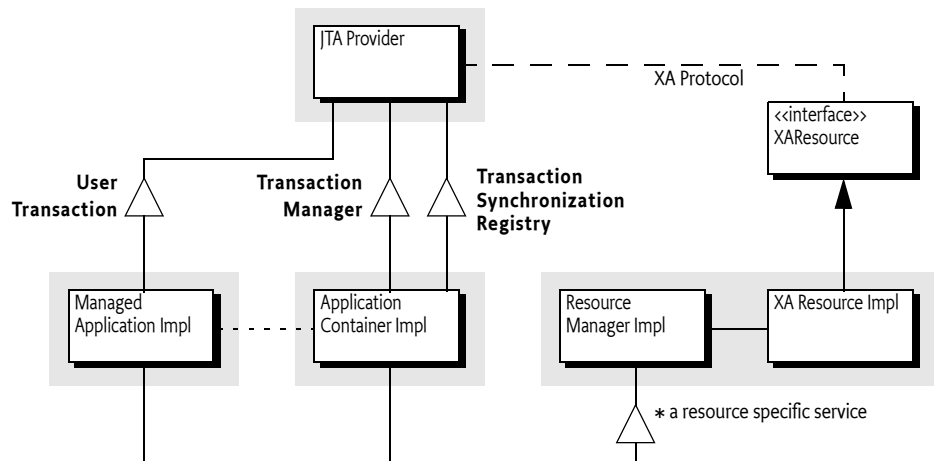 JTA Provider
XA Protocol
<<interface>>
XAResource
User
Transaction
Transaction
Manager
Transaction
Synchronization
Registry
Managed
Application Impl
Application
Container Impl
Resource
Manager Impl
XA Resource Impl
* a resource specific service